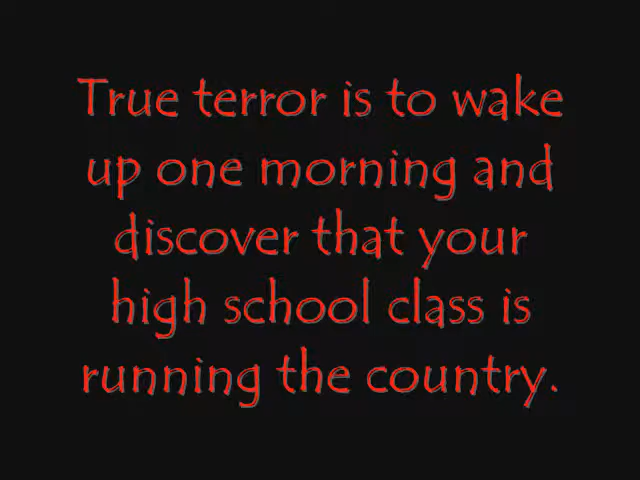 True terror is to wake
up one morning and
discover that your
high school class is
running the country.